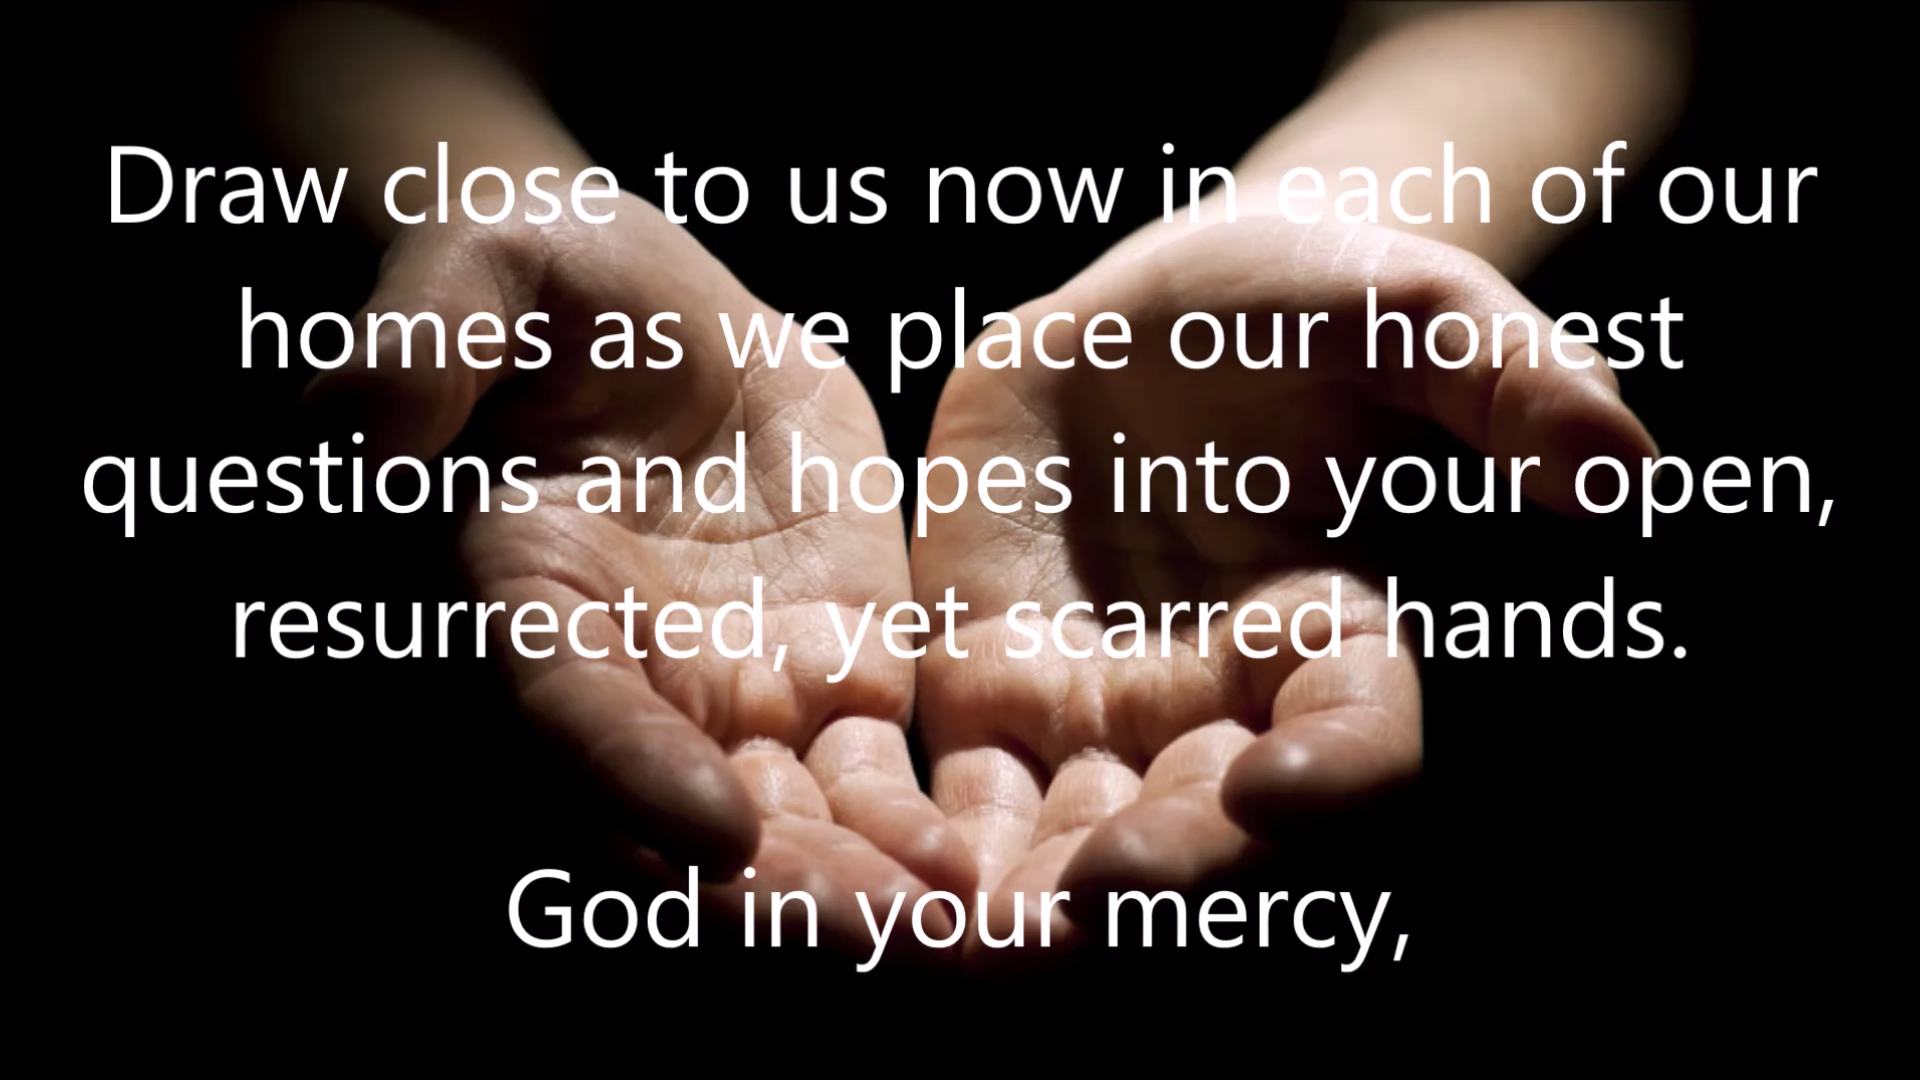 Draw close to us now in each of our
homes as we place our honest
questions and hopes into your open,
resurrected, yet scarred hands.
God in your mercy,